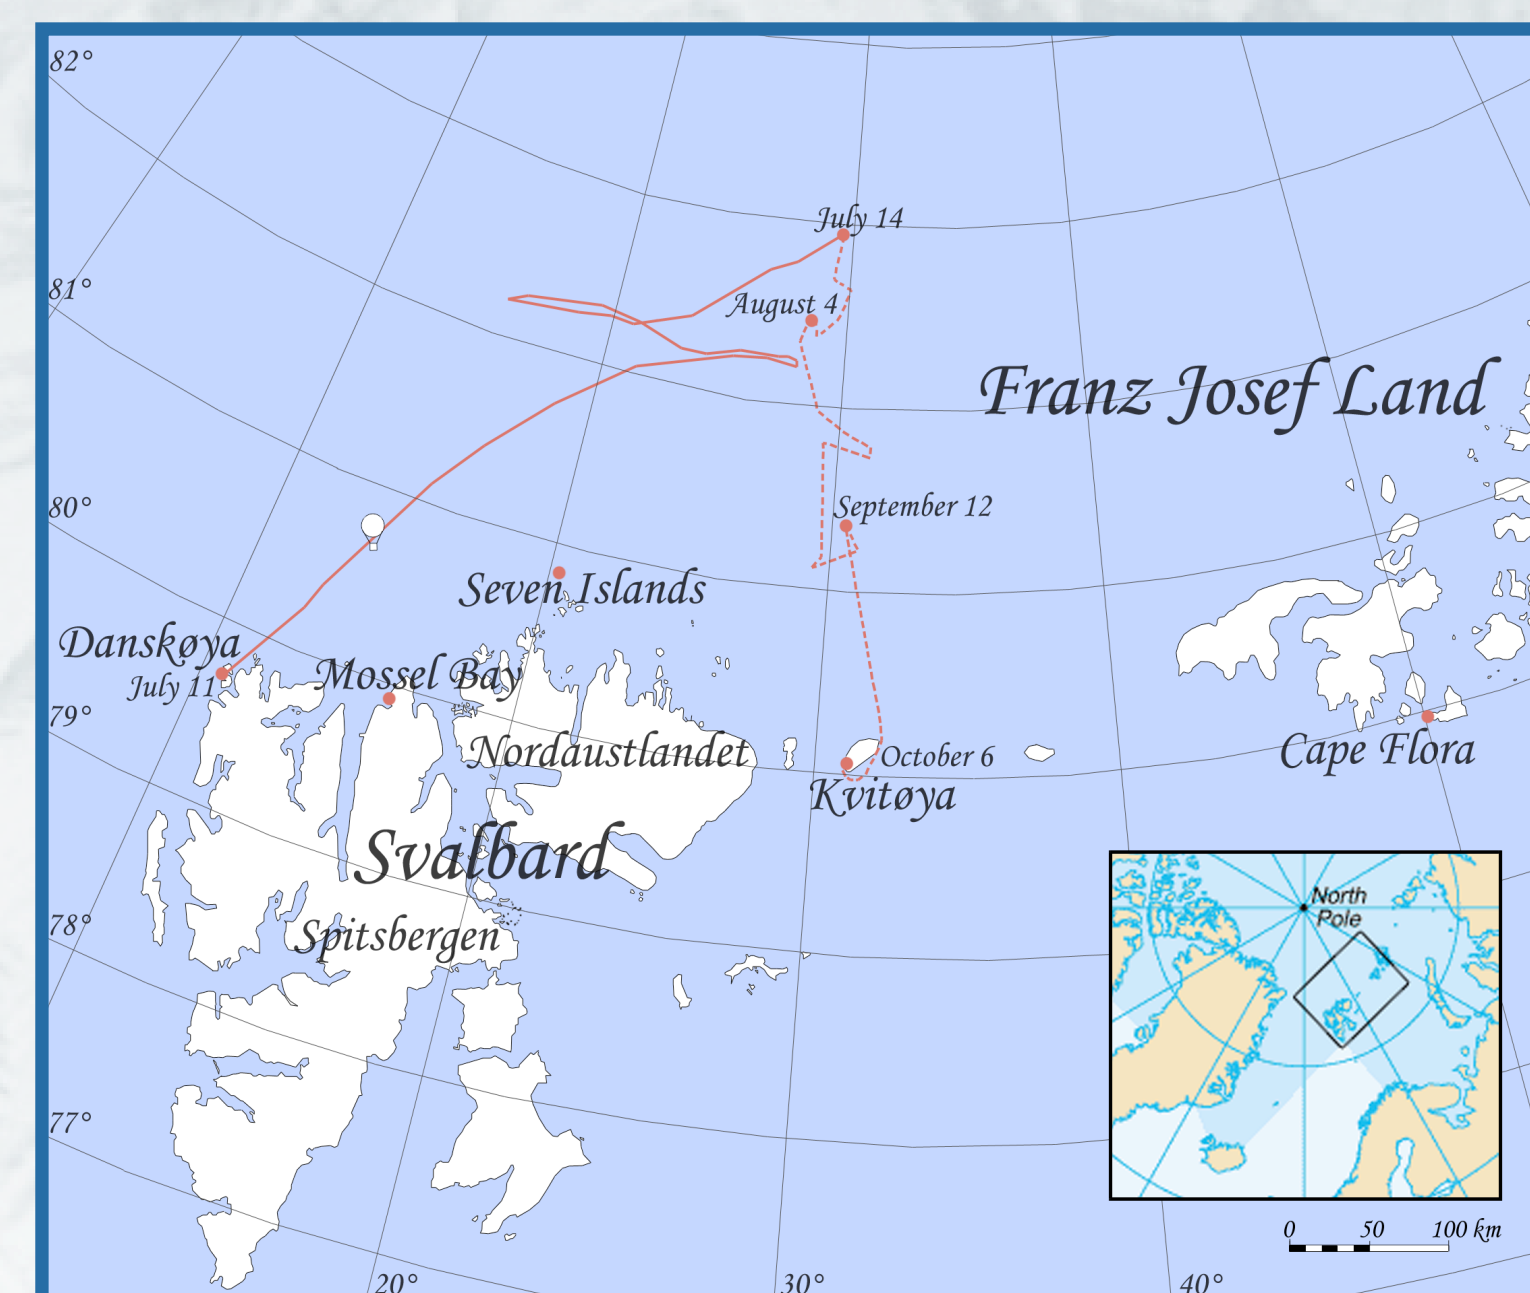 82°
July 14
81°
August 4
Franz Josef Land
80°
September 12
Seven Islands
Danskøya
July 11
Mossel Bay
79°
Nordaustlandet
October 6
Cape Flora
Kvitøya
Svalbard
78°
Spitsbergen
North
Pole
77°
0 50 100 km
20° 30° 40°